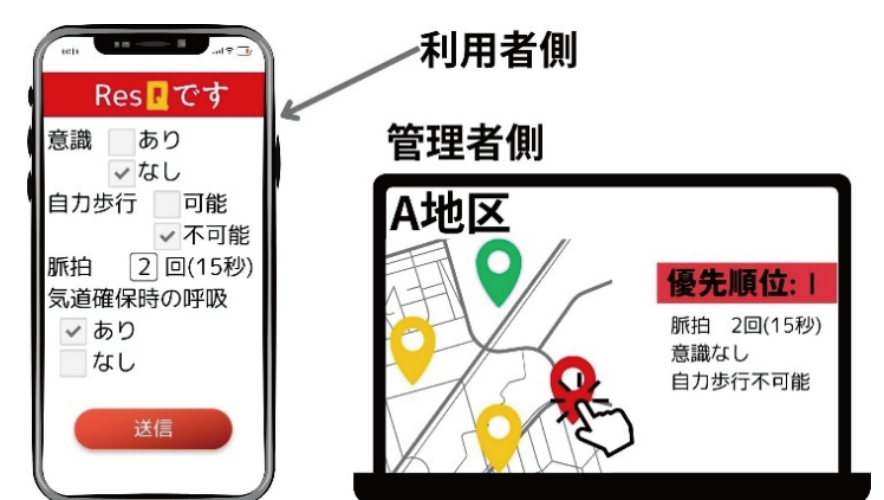 利用者側
ResQです
意識 あり
なし
自力歩行 可能
不可能
脈拍 2 回(15秒)
気道確保時の呼吸
あり
なし
送信
管理者側
A地区
優先順位: 1
脈拍 2回(15秒)
意識なし
自力歩行不可能